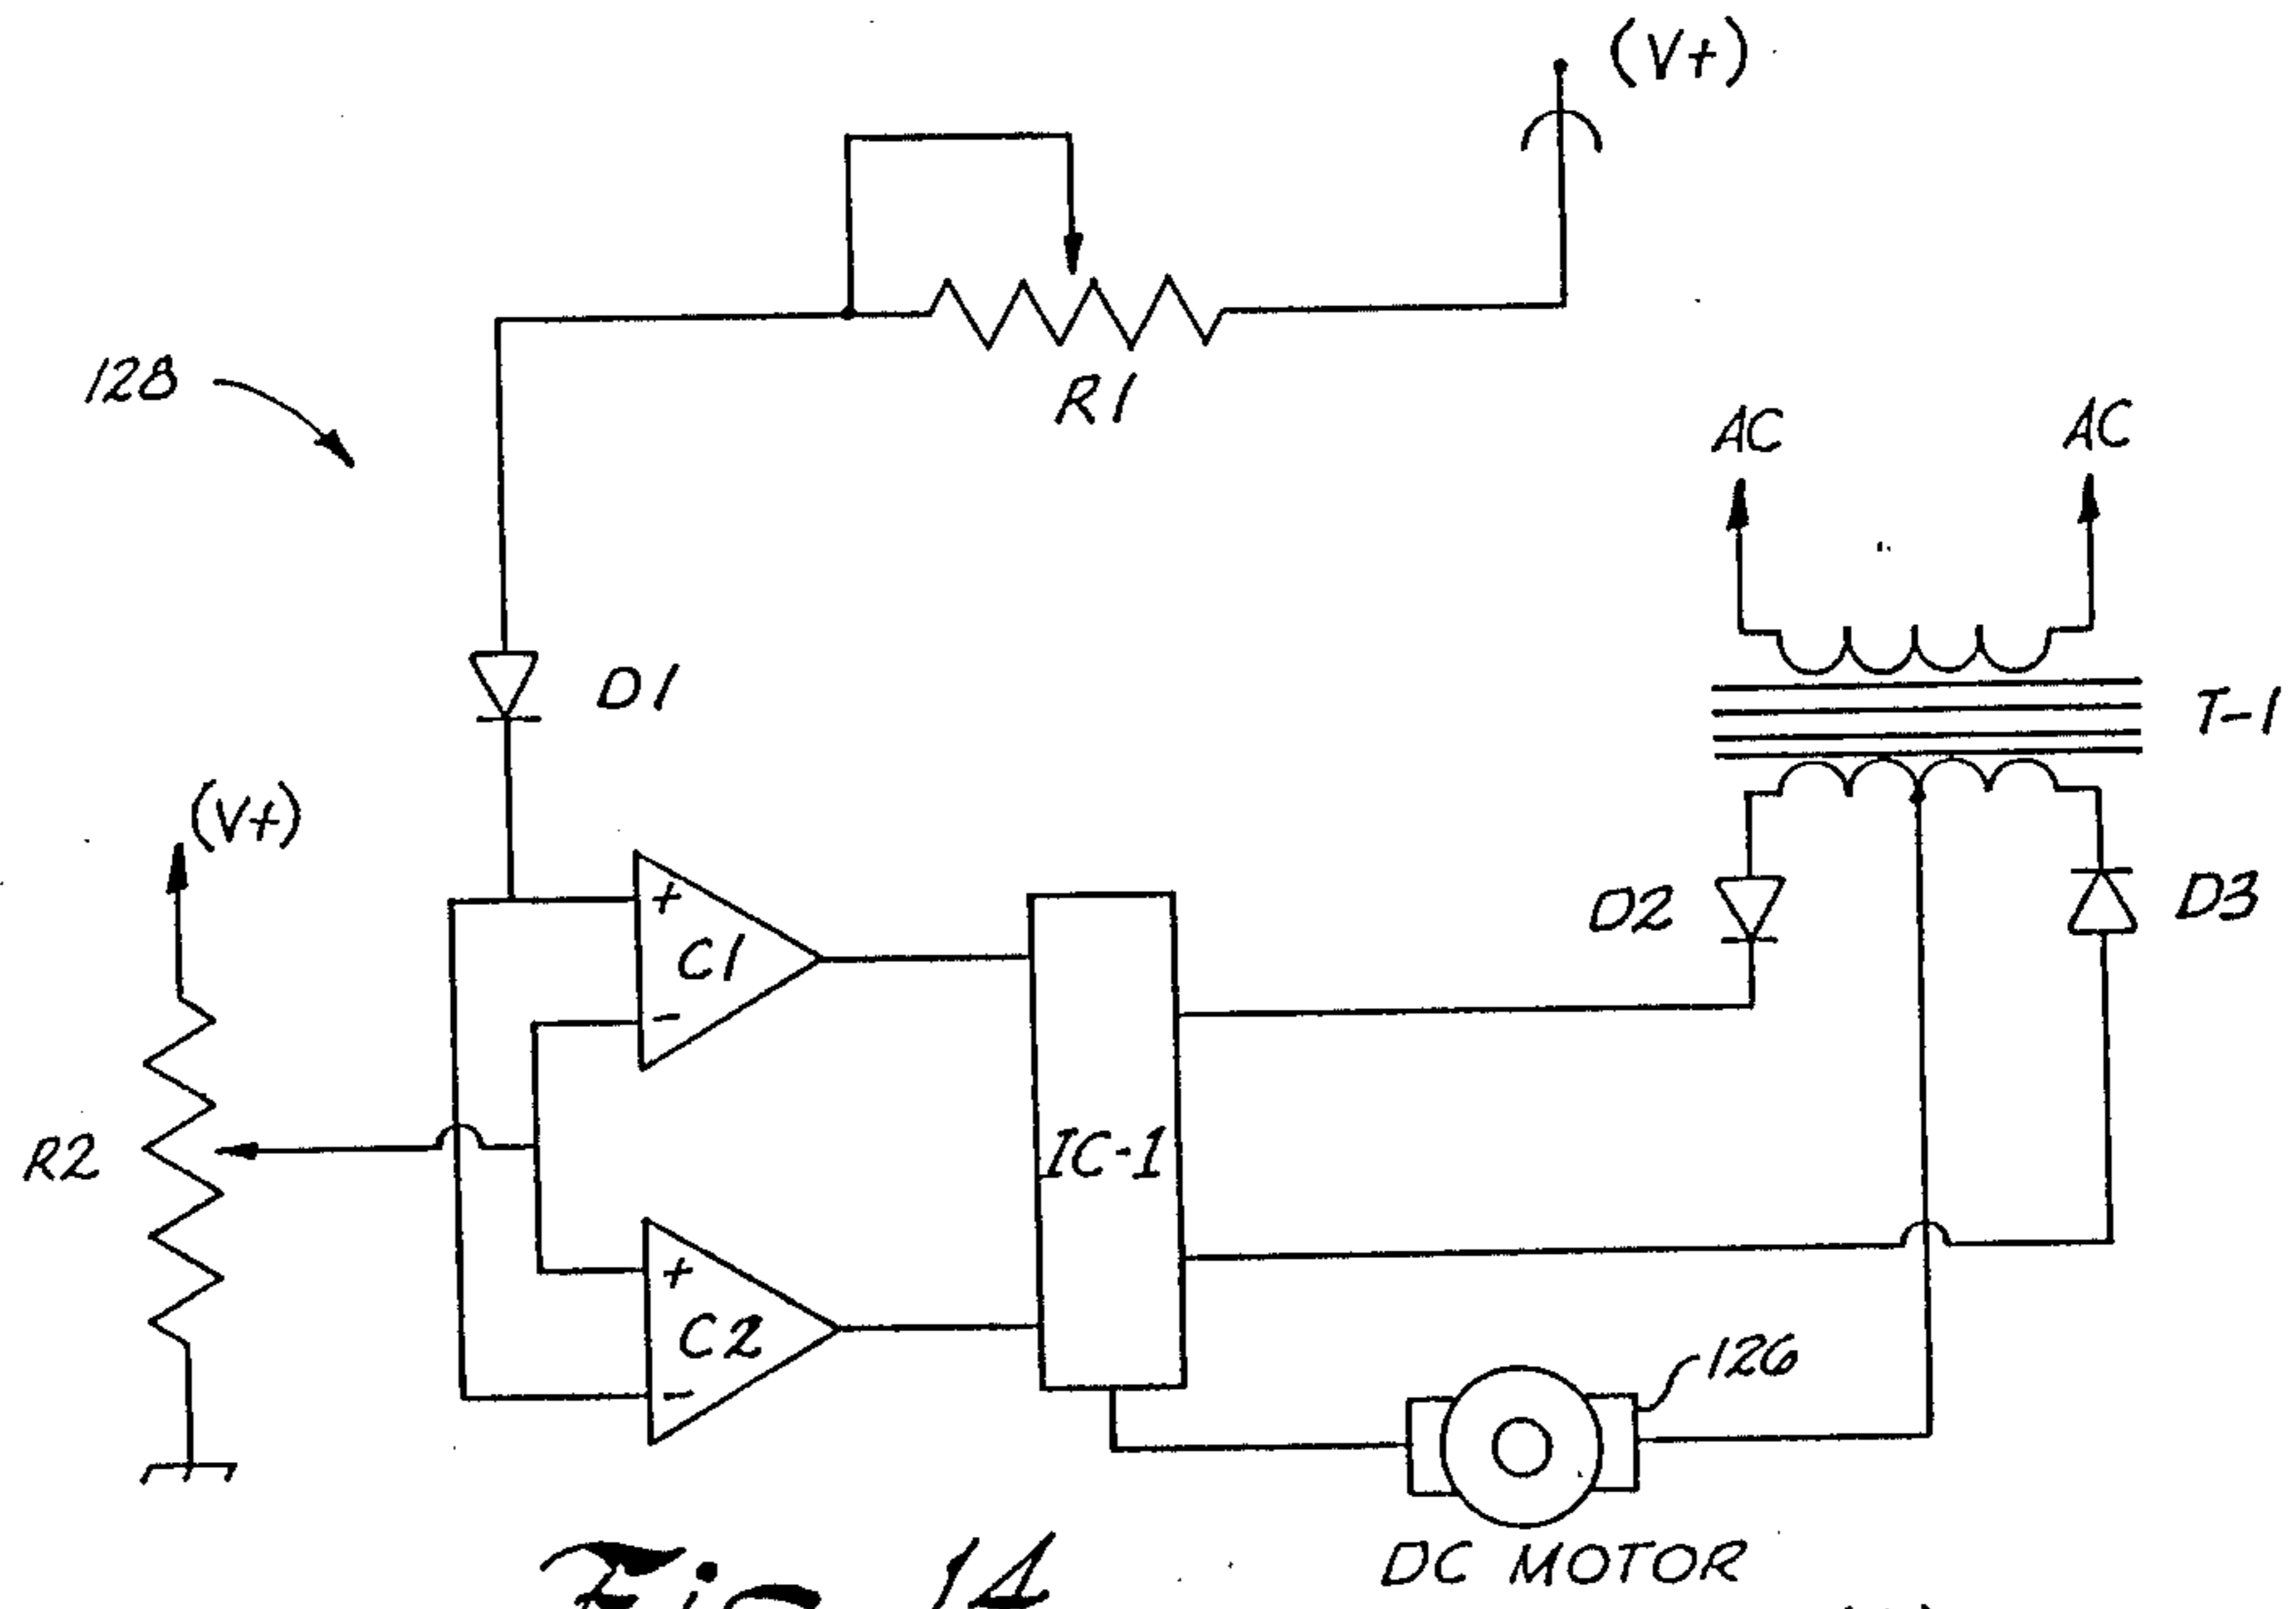 (V+)
R1
128
AC
AC
D1
T-1
(V+)
D2
D3
+
C1
-
IC-1
R2
+
C2
-
126
DC MOTOR
Fig. 14